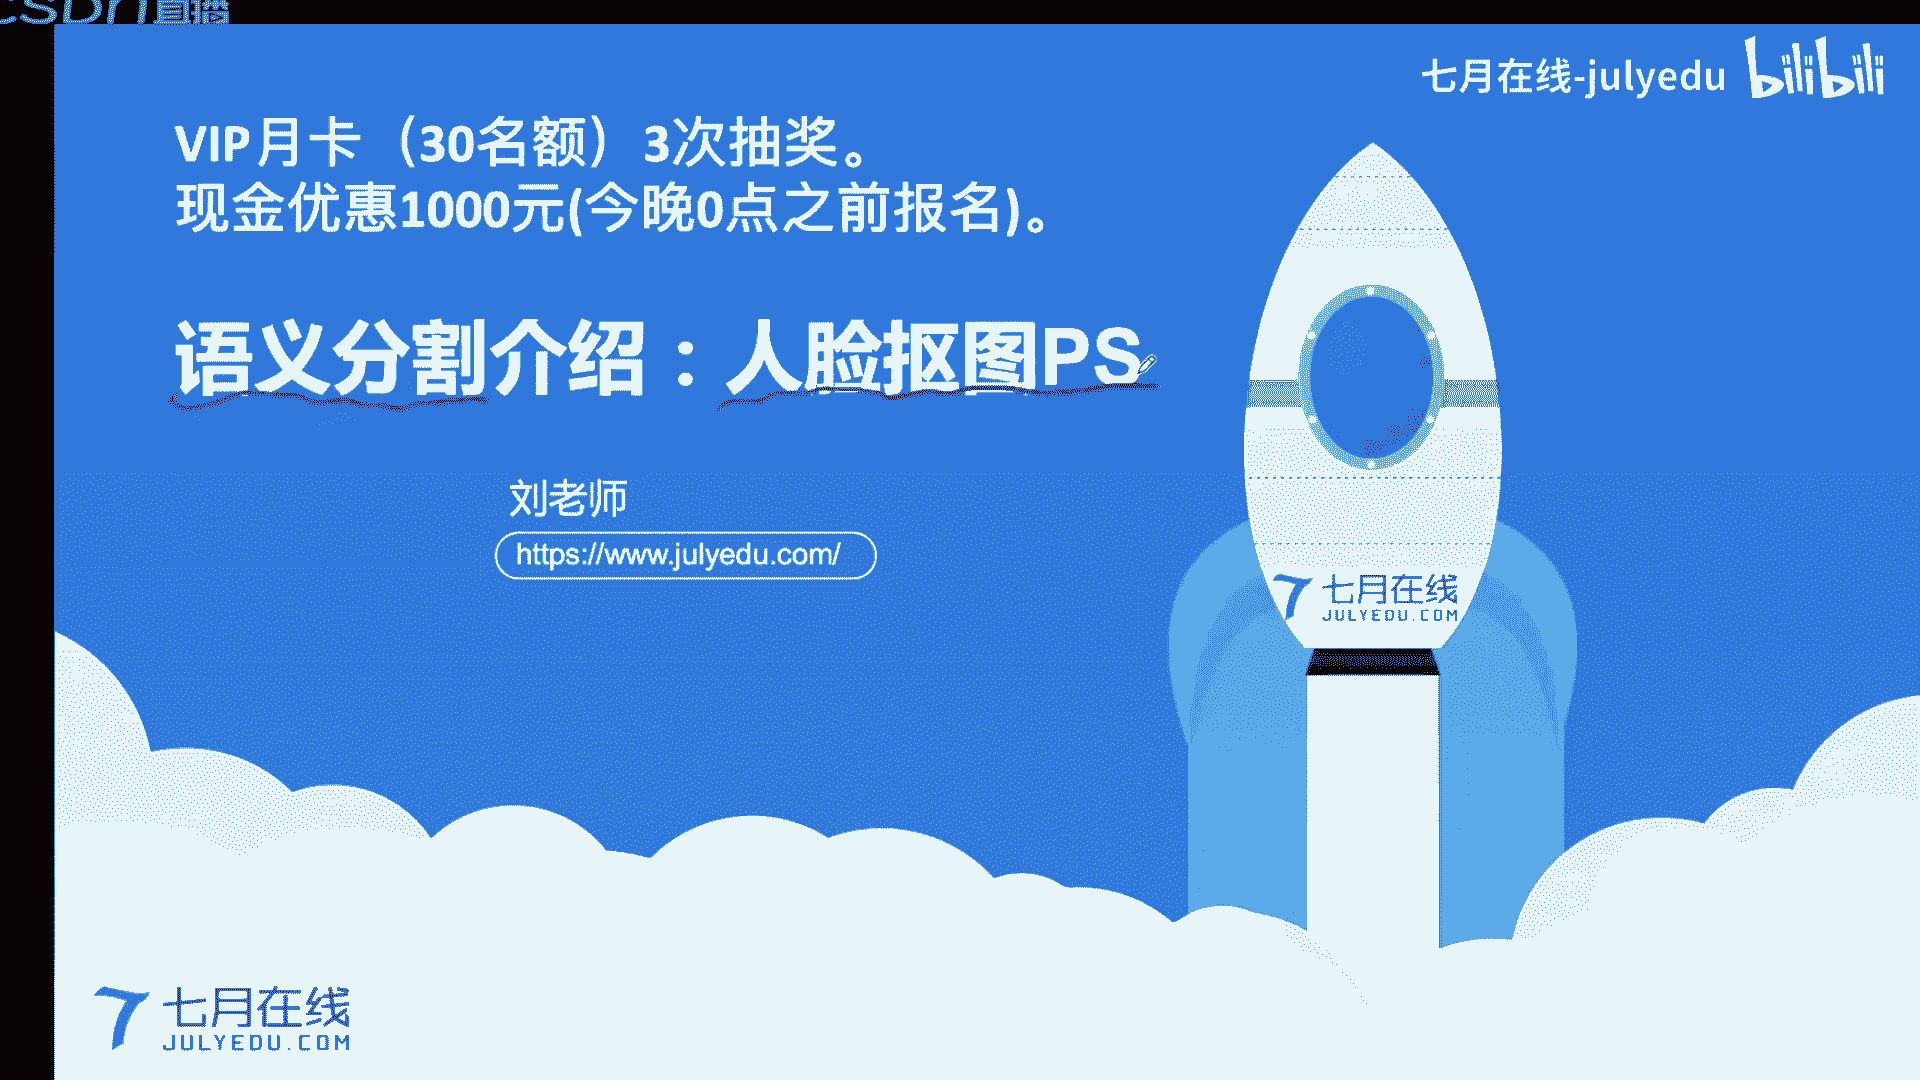 CSDN直播
七月在线-julyedu bilibili
VIP月卡（30名额）3次抽奖。
现金优惠1000元(今晚0点之前报名)。
语义分割介绍：人脸抠图PS
刘老师
https://www.julyedu.com/
七月在线
JULYEDU.COM
七月在线
JULYEDU.COM